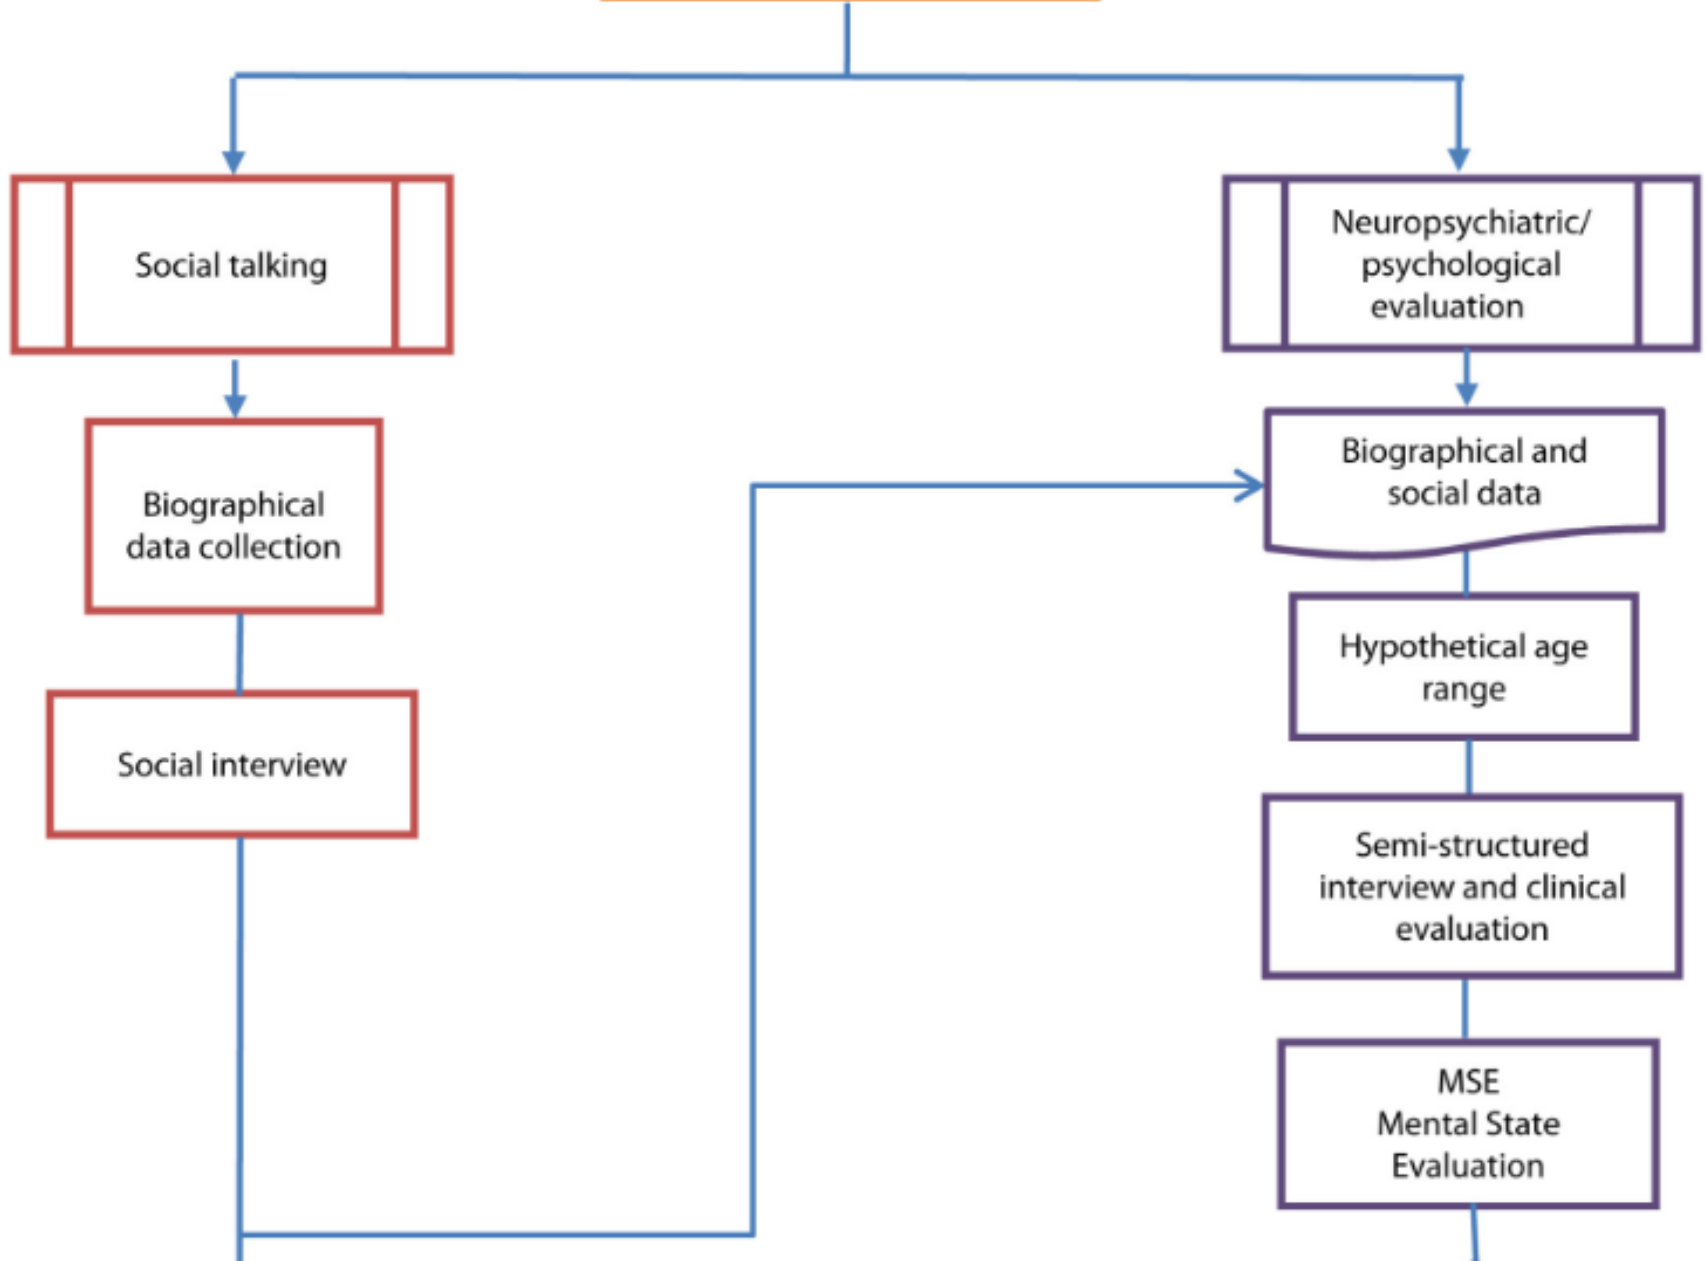 Social talking
Biographical
data collection
Social interview
Neuropsychiatric/
psychological
evaluation
Biographical and
social data
Hypothetical age
range
Semi-structured
interview and clinical
evaluation
MSE
Mental State
Evaluation